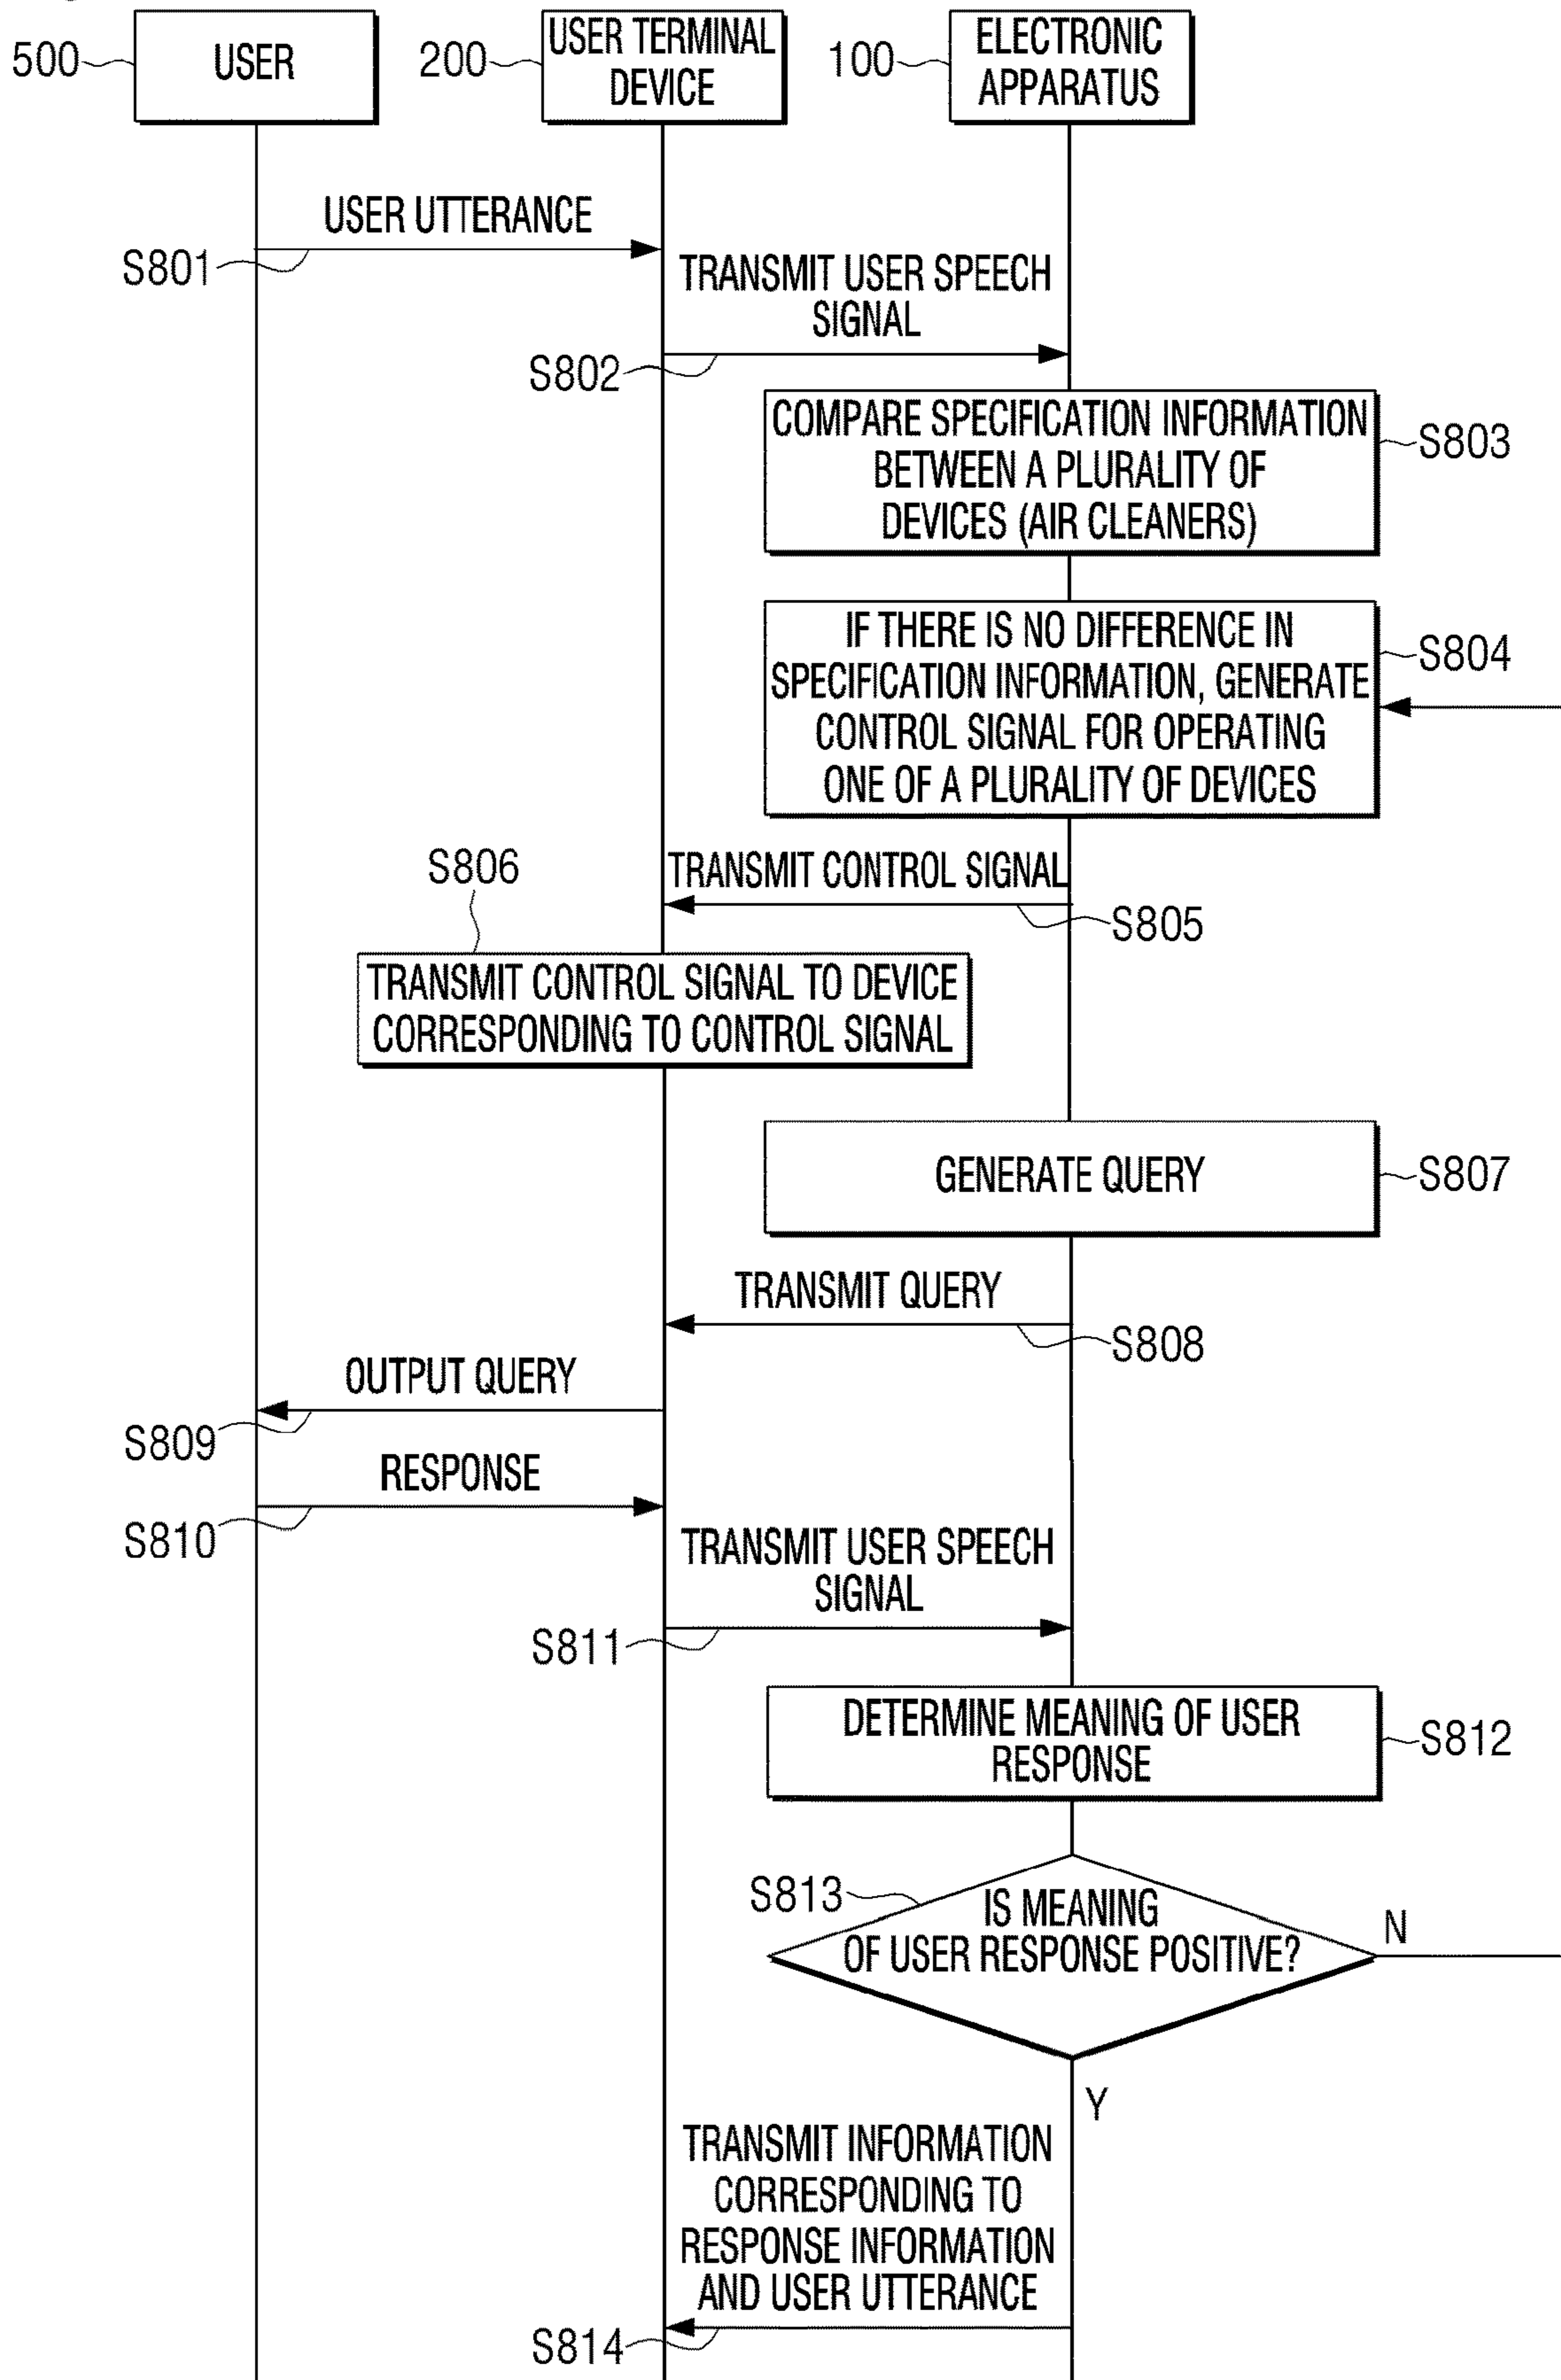 500
USER
200
USER TERMINAL
DEVICE
100
ELECTRONIC
APPARATUS
USER UTTERANCE
S801
TRANSMIT USER SPEECH
SIGNAL
S802
COMPARE SPECIFICATION INFORMATION
BETWEEN A PLURALITY OF
DEVICES (AIR CLEANERS)
S803
IF THERE IS NO DIFFERENCE IN
SPECIFICATION INFORMATION, GENERATE
CONTROL SIGNAL FOR OPERATING
ONE OF A PLURALITY OF DEVICES
S804
TRANSMIT CONTROL SIGNAL
S805
S806
TRANSMIT CONTROL SIGNAL TO DEVICE
CORRESPONDING TO CONTROL SIGNAL
GENERATE QUERY
S807
TRANSMIT QUERY
S808
OUTPUT QUERY
S809
RESPONSE
S810
TRANSMIT USER SPEECH
SIGNAL
S811
DETERMINE MEANING OF USER
RESPONSE
S812
S813
IS MEANING
OF USER RESPONSE POSITIVE?
N
Y
TRANSMIT INFORMATION
CORRESPONDING TO
RESPONSE INFORMATION
AND USER UTTERANCE
S814